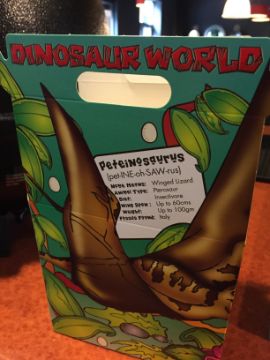 DINOSAUR WORLD
Peteinosaurus
[pet-INE-oh-SAW-rus]
Name Means: Winged Lizard
Animal Type: Pterosaur
Diet: Insectivore
Wing Span: Up to 60cms
Weight: Up to 100gm
Fossils Found: Italy